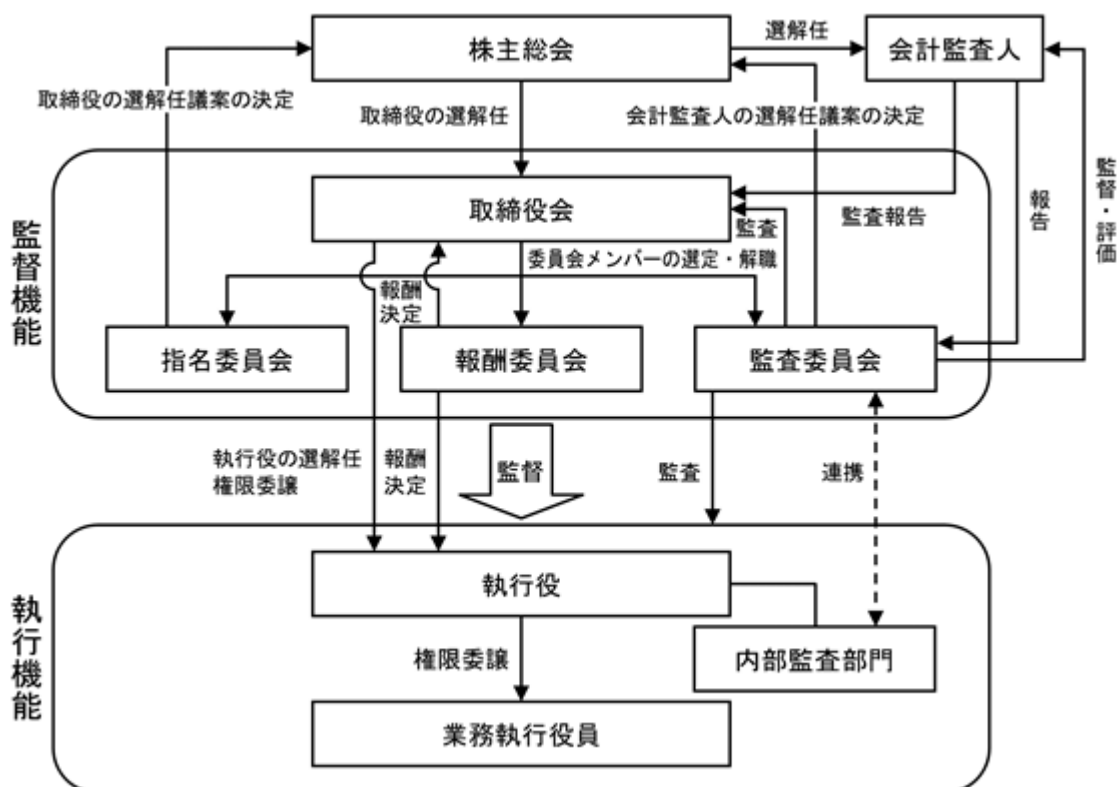 株主総会
選解任
会計監査人
取締役の選解任議案の決定
取締役の選解任
会計監査人の選解任議案の決定
監督・評価
報告
監督機能
取締役会
監査
監査報告
委員会メンバーの選定・解職
報酬
決定
指名委員会
報酬委員会
監査委員会
執行役の選解任
権限委譲
報酬
決定
監督
監査
連携
執行機能
執行役
内部監査部門
権限委譲
業務執行役員